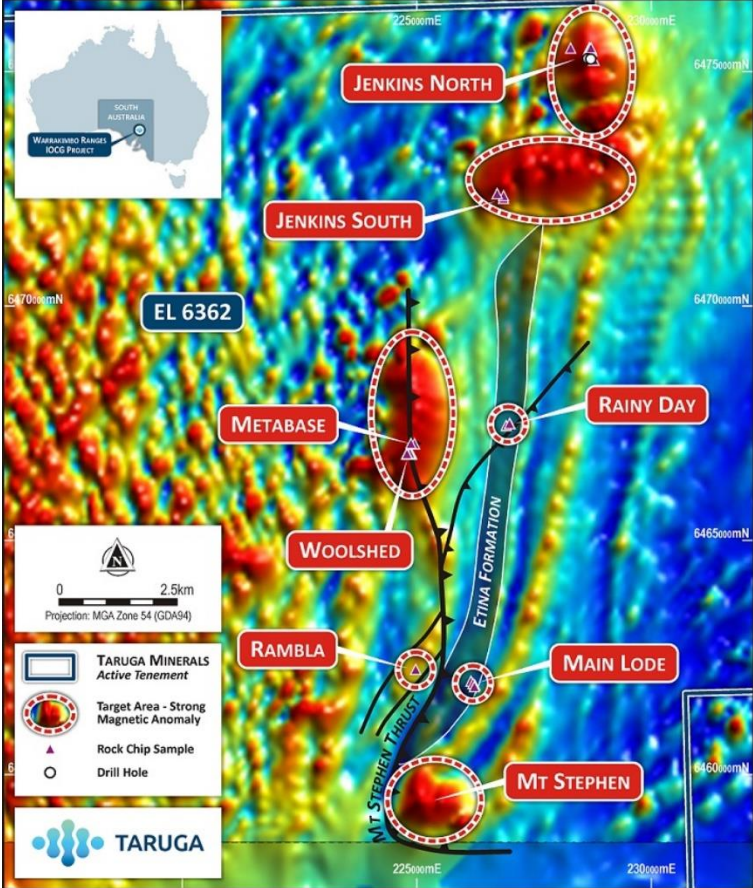 225000mE
230000mE
SOUTH
AUSTRALIA
WARRAKIMBO RANGES
IOCG PROJECT
JENKINS NORTH
6475000mN
JENKINS SOUTH
6470000mN
EL 6362
METABASE
RAINY DAY
WOOLSHED
ETINA FORMATION
6465000mN
N
0 2.5km
Projection: MGA Zone 54 (GDA94)
RAMBLA
MAIN LODE
TARUGA MINERALS
Active Tenement
Target Area - Strong
Magnetic Anomaly
Rock Chip Sample
Drill Hole
MT STEPHEN THRUST
6460000mN
MT STEPHEN
TARUGA
225000mE
230000mE